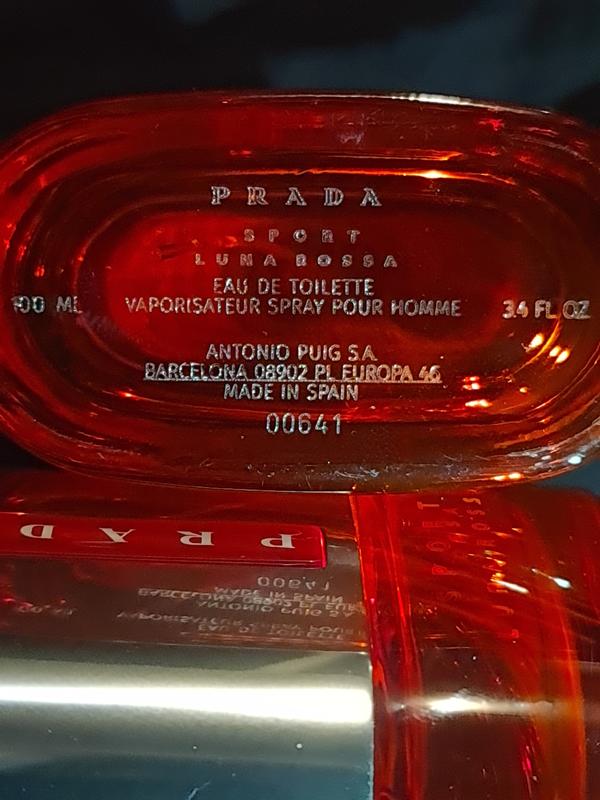 PRADA
SPORT
LUNA ROSSA
EAU DE TOILETTE
100 ML VAPORISATEUR SPRAY POUR HOMME 3.4 FL OZ
ANTONIO PUIG S.A.
BARCELONA 08902 PL EUROPA 46
MADE IN SPAIN
00641
PRADA